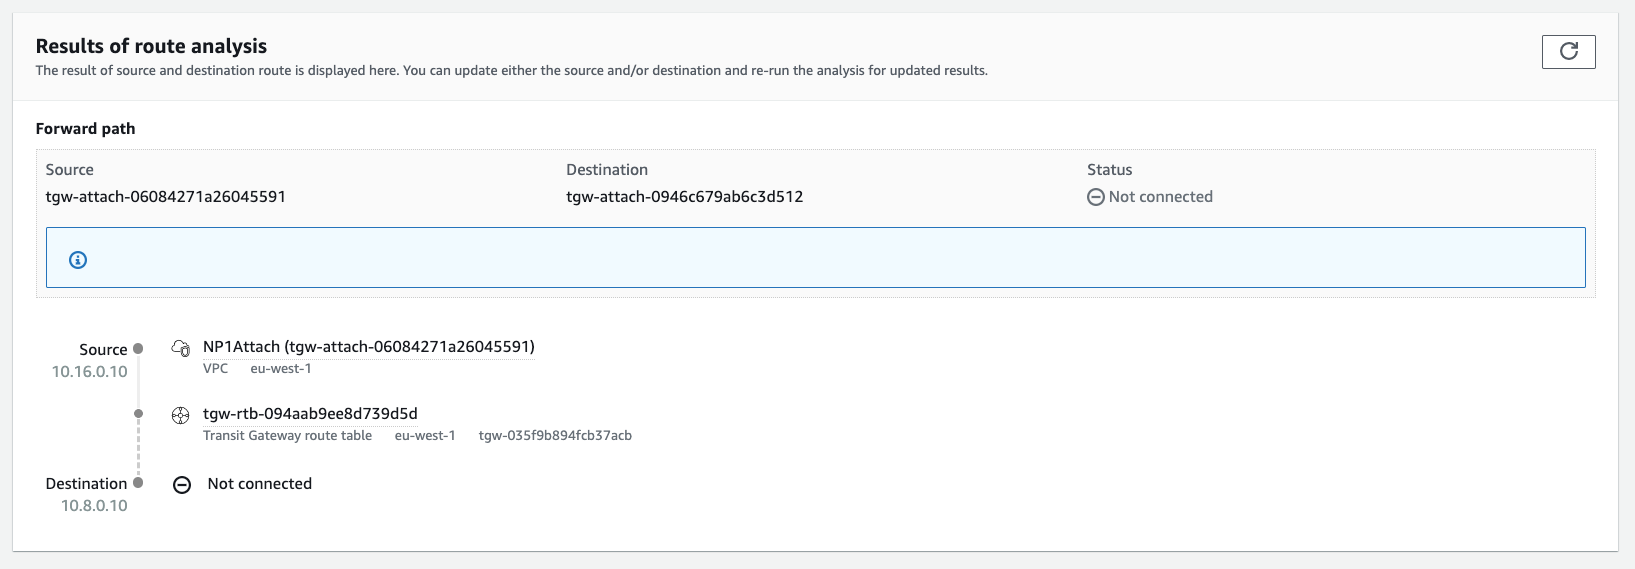 Results of route analysis
The result of source and destination route is displayed here. You can update either the source and/or destination and re-run the analysis for updated results.
Forward path
Source Destination Status
tgw-attach-06084271a26045591 tgw-attach-0946c679ab6c3d512 Not connected
Source NP1Attach (tgw-attach-06084271a26045591)
10.16.0.10 VPC eu-west-1
tgw-rtb-094aab9ee8d739d5d
Transit Gateway route table eu-west-1 tgw-035f9b894fcb37acb
Destination Not connected
10.8.0.10